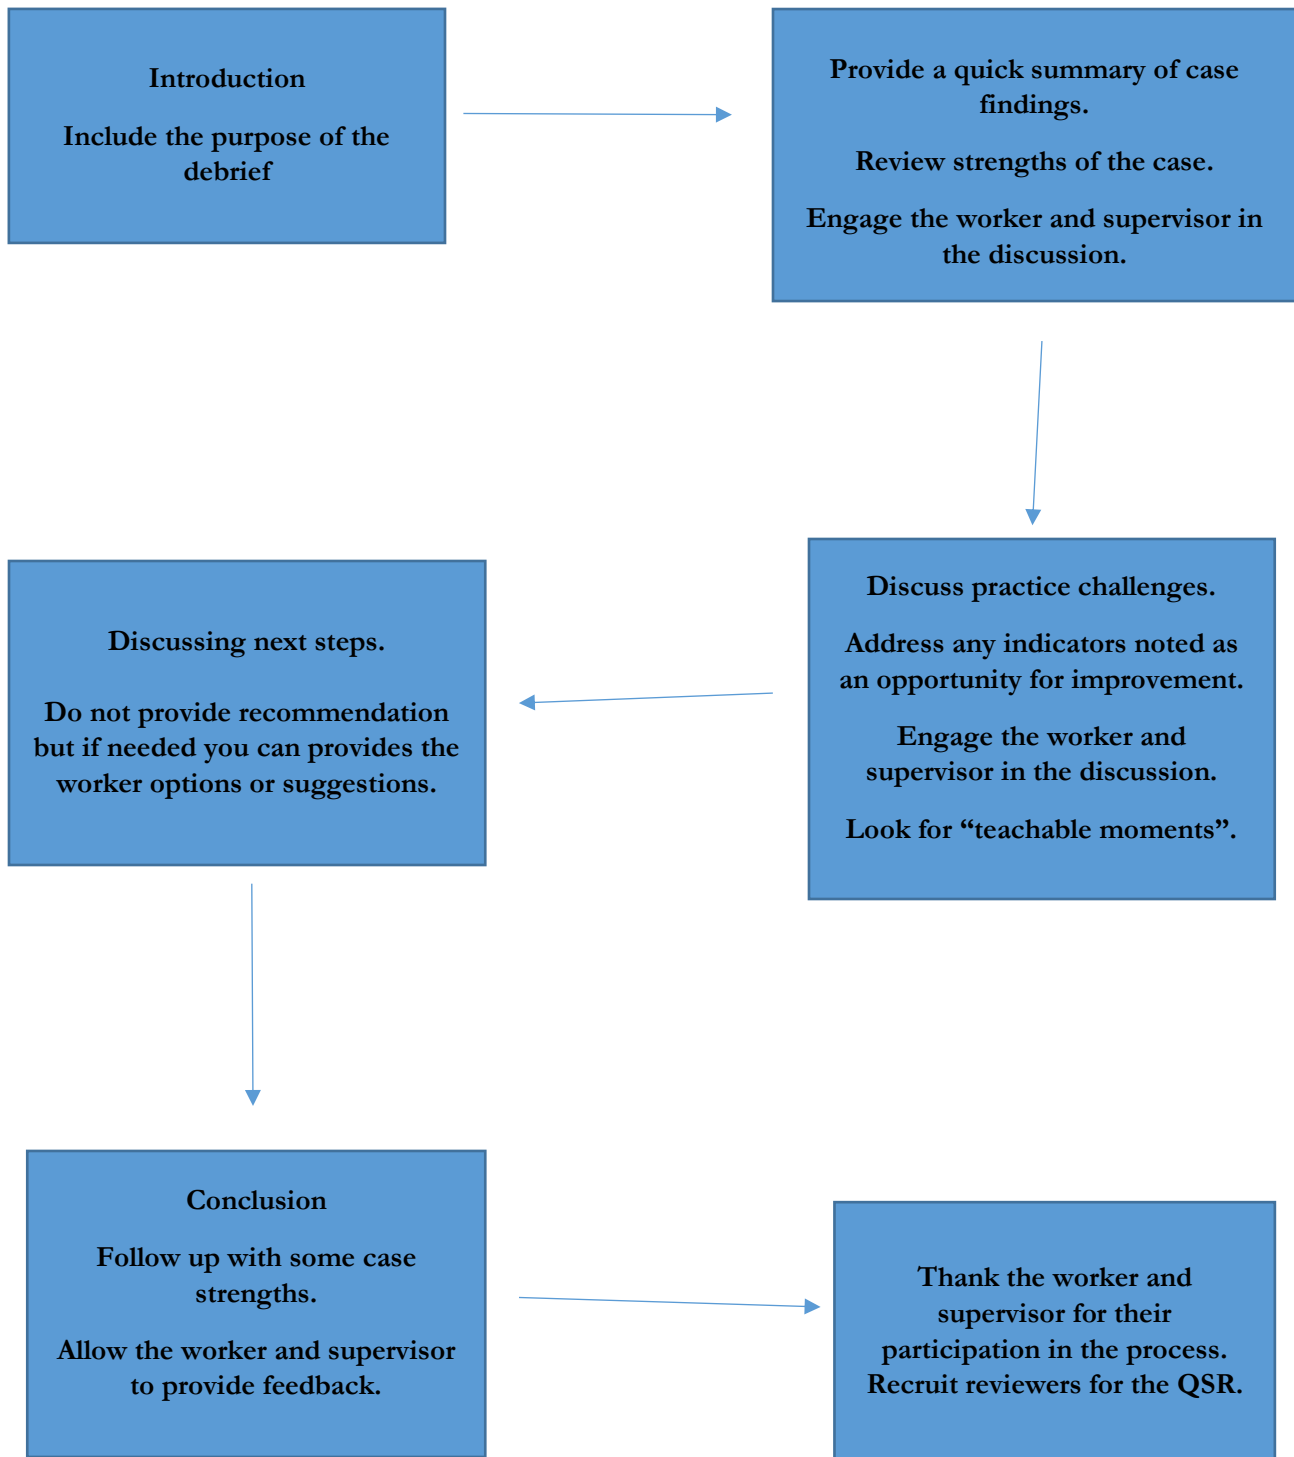 Introduction
Include the purpose of the
debrief
Provide a quick summary of case
findings.
Review strengths of the case.
Engage the worker and supervisor in
the discussion.
Discuss practice challenges.
Address any indicators noted as
an opportunity for improvement.
Engage the worker and
supervisor in the discussion.
Look for “teachable moments”.
Discussing next steps.
Do not provide recommendation
but if needed you can provides the
worker options or suggestions.
Conclusion
Follow up with some case
strengths.
Allow the worker and supervisor
to provide feedback.
Thank the worker and
supervisor for their
participation in the process.
Recruit reviewers for the QSR.